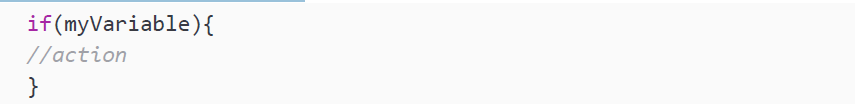 if(myVariable){
//action
}